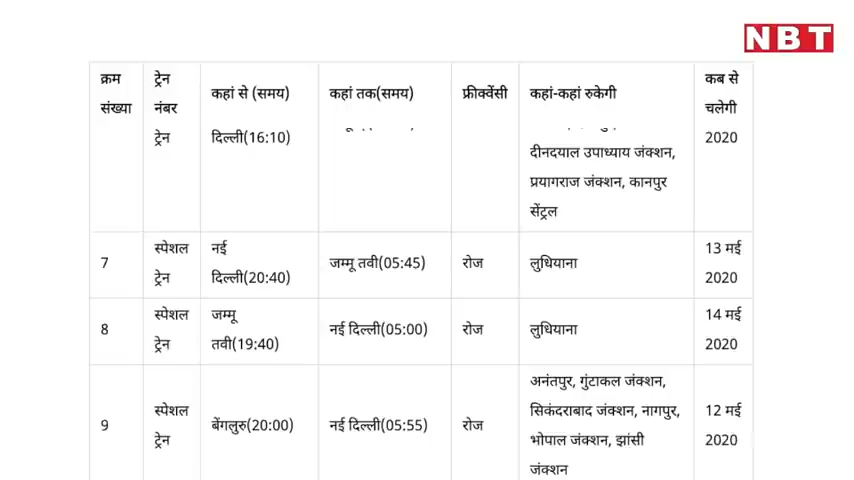 NBT
क्रम संख्या ट्रेन नंबर कहां से (समय) कहां तक(समय) फ्रीक्वेंसी कहां-कहां रुकेगी कब से चलेगी
ट्रेन दिल्ली(16:10) दीनदयाल उपाध्याय जंक्शन, 2020
प्रयागराज जंक्शन, कानपुर
सेंट्रल
7 स्पेशल ट्रेन नई दिल्ली(20:40) जम्मू तवी(05:45) रोज लुधियाना 13 मई 2020
8 स्पेशल ट्रेन जम्मू तवी(19:40) नई दिल्ली(05:00) रोज लुधियाना 14 मई 2020
9 स्पेशल ट्रेन बेंगलुरु(20:00) नई दिल्ली(05:55) रोज अनंतपुर, गुंटाकल जंक्शन, 12 मई 2020
सिकंदराबाद जंक्शन, नागपुर,
भोपाल जंक्शन, झांसी
जंक्शन